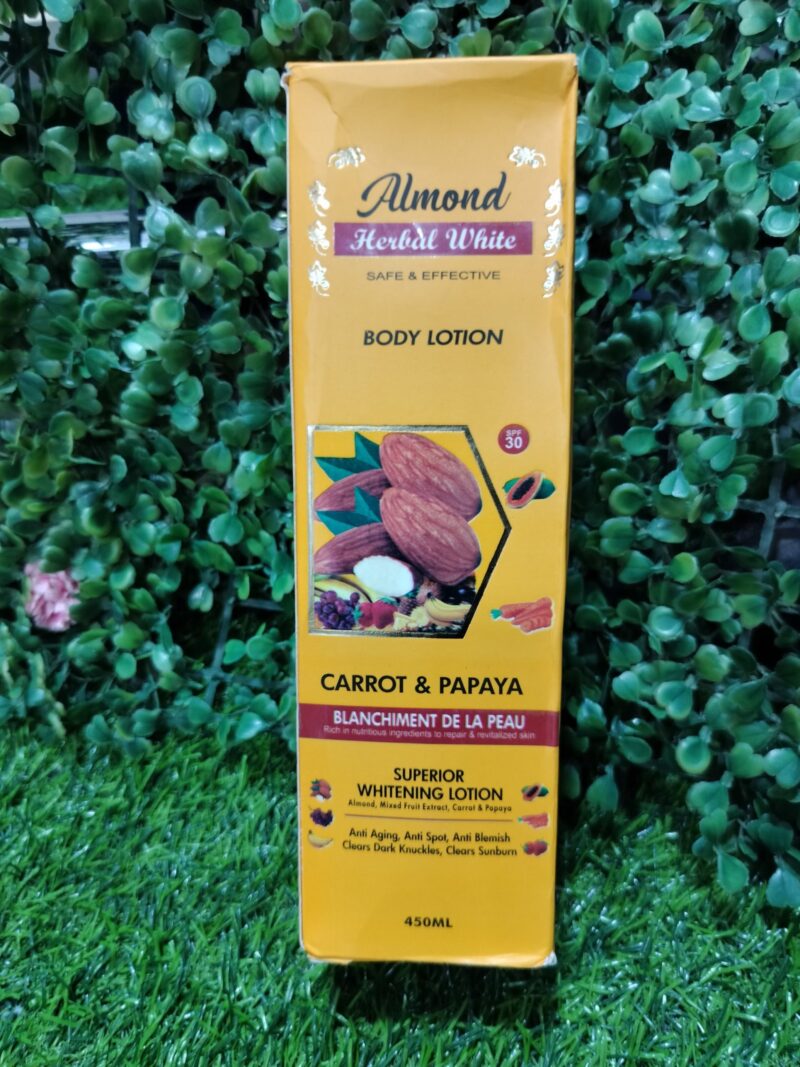 Almond
Herbal White
SAFE & EFFECTIVE
BODY LOTION
SPF
30
CARROT & PAPAYA
BLANCHIMENT DE LA PEAU
Rich in nutritious ingredients to repair & revitalized skin
SUPERIOR
WHITENING LOTION
Almond, Mixed Fruit Extract, Carrot & Papaya
Anti Aging, Anti Spot, Anti Blemish
Clears Dark Knuckles, Clears Sunburn
450ML